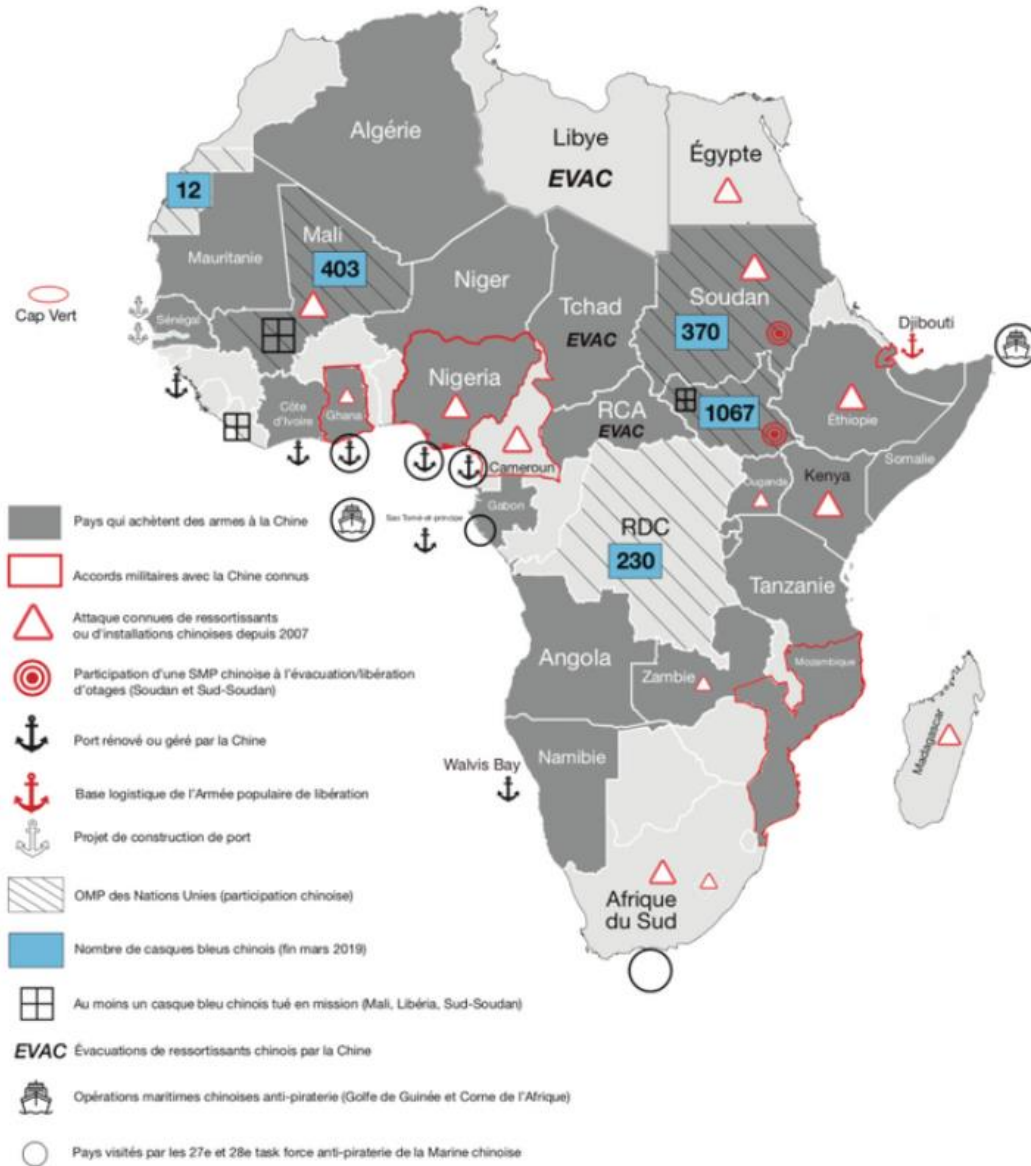 Algérie
Libye
EVAC
Égypte
12
Mali
403
Mauritanie
Niger
Tchad
EVAC
Soudan
370
Cap Vert
Sénégal
Djibouti
Nigeria
Côte
d'Ivoire
Ghana
RCA
EVAC
1067
Éthiopie
Somalie
Cameroun
Ouganda
Kenya
Gabon
Sao Tomé-et-principe
RDC
230
Tanzanie
Angola
Zambie
Mozambique
Madagascar
Namibie
Walvis Bay
Afrique
du Sud
Pays qui achètent des armes à la Chine
Accords militaires avec la Chine connus
Attaque connues de ressortissants
ou d'installations chinoises depuis 2007
Participation d'une SMP chinoise à l'évacuation/libération
d'otages (Soudan et Sud-Soudan)
Port rénové ou géré par la Chine
Base logistique de l'Armée populaire de libération
Projet de construction de port
OMP des Nations Unies (participation chinoise)
Nombre de casques bleus chinois (fin mars 2019)
Au moins un casque bleu chinois tué en mission (Mali, Libéria, Sud-Soudan)
EVAC Évacuations de ressortissants chinois par la Chine
Opérations maritimes chinoises anti-piraterie (Golfe de Guinée et Corne de l'Afrique)
Pays visités par les 27e et 28e task force anti-piraterie de la Marine chinoise